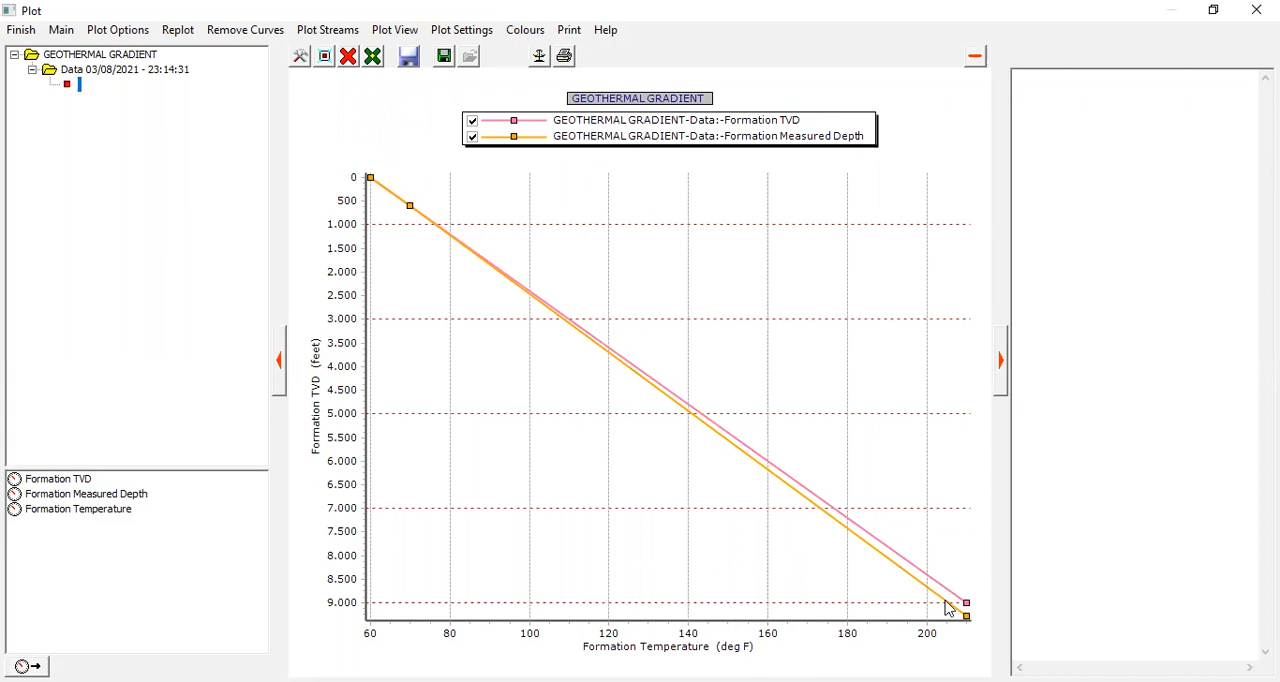 Plot
Finish Main Plot Options Replot Remove Curves Plot Streams Plot View Plot Settings Colours Print Help
GEOTHERMAL GRADIENT
Data 03/08/2021 - 23:14:31
Formation TVD
Formation Measured Depth
Formation Temperature
GEOTHERMAL GRADIENT
GEOTHERMAL GRADIENT-Data:-Formation TVD
GEOTHERMAL GRADIENT-Data:-Formation Measured Depth
Formation TVD (feet)
0
500
1.000
1.500
2.000
2.500
3.000
3.500
4.000
4.500
5.000
5.500
6.000
6.500
7.000
7.500
8.000
8.500
9.000
60 80 100 120 140 160 180 200
Formation Temperature (deg F)